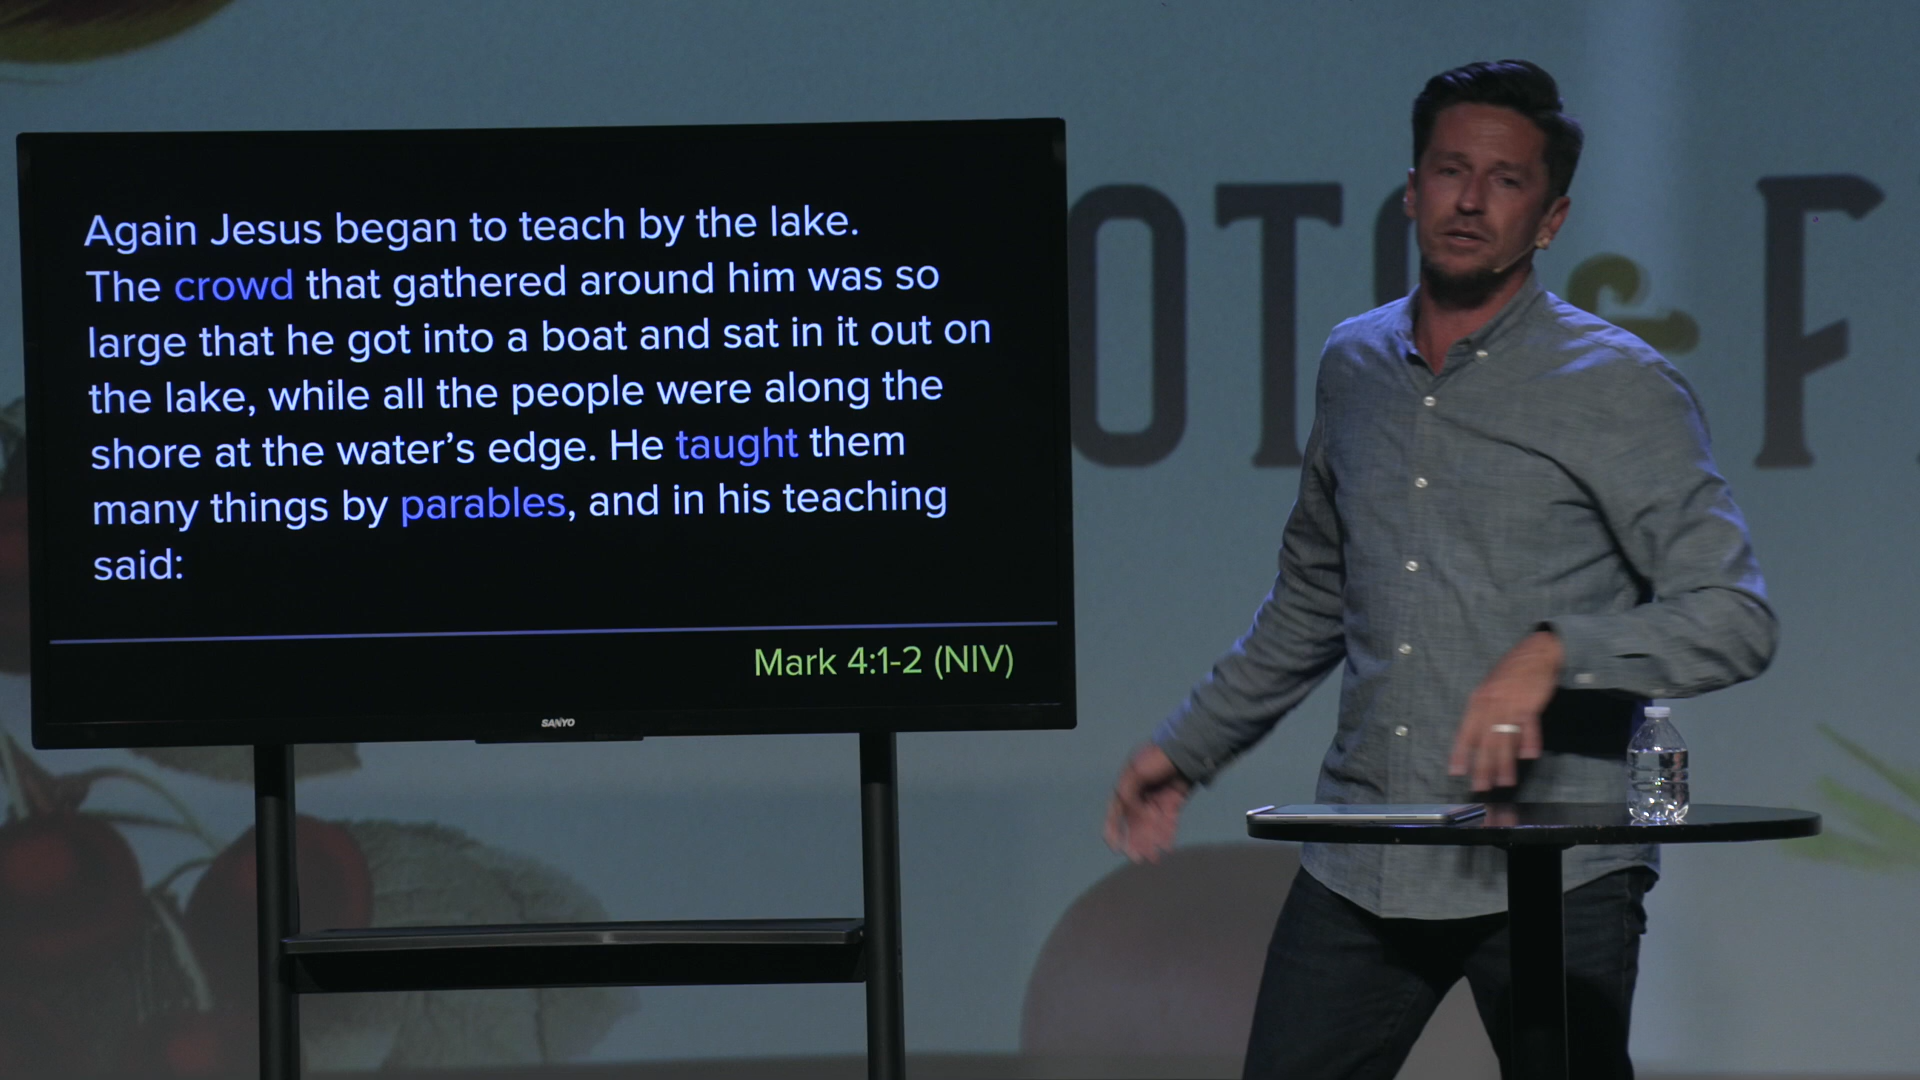 Again Jesus began to teach by the lake.
The crowd that gathered around him was so
large that he got into a boat and sat in it out on
the lake, while all the people were along the
shore at the water’s edge. He taught them
many things by parables, and in his teaching
said:
Mark 4:1-2 (NIV)
SANYO